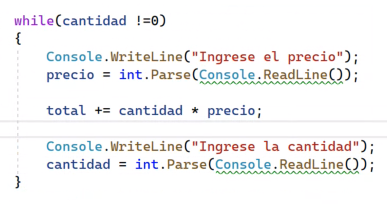 while(cantidad !=0)
{
Console.WriteLine("Ingrese el precio");
precio = int.Parse(Console.ReadLine());
total += cantidad * precio;
Console.WriteLine("Ingrese la cantidad");
cantidad = int.Parse(Console.ReadLine());
}